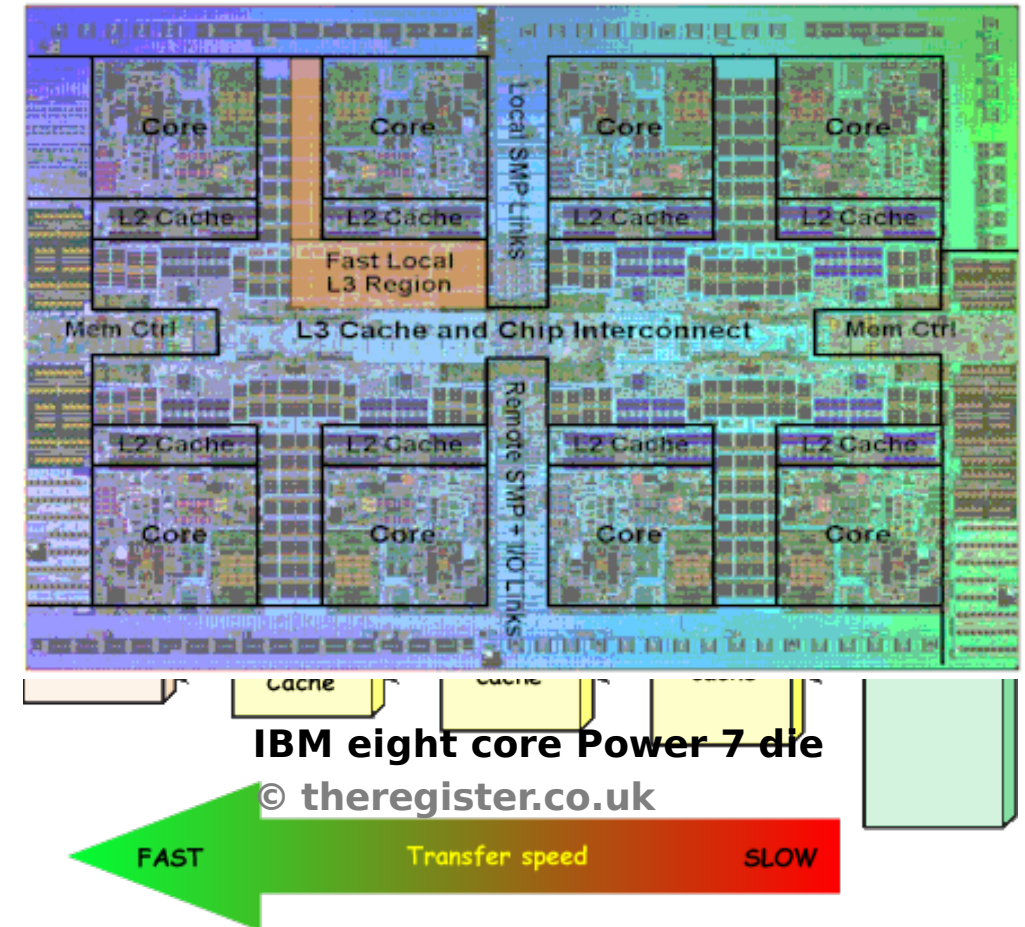 Core
Core
Core
Core
Local SMP Links
L2 Cache
L2 Cache
L2 Cache
L2 Cache
Fast Local
L3 Region
Mem Ctrl
L3 Cache and Chip Interconnect
Mem Ctrl
L2 Cache
L2 Cache
L2 Cache
L2 Cache
Remote SMP + I/O Links
Core
Core
Core
Core
Cache
Cache
Cache
IBM eight core Power 7 die
© theregister.co.uk
FAST
Transfer speed
SLOW